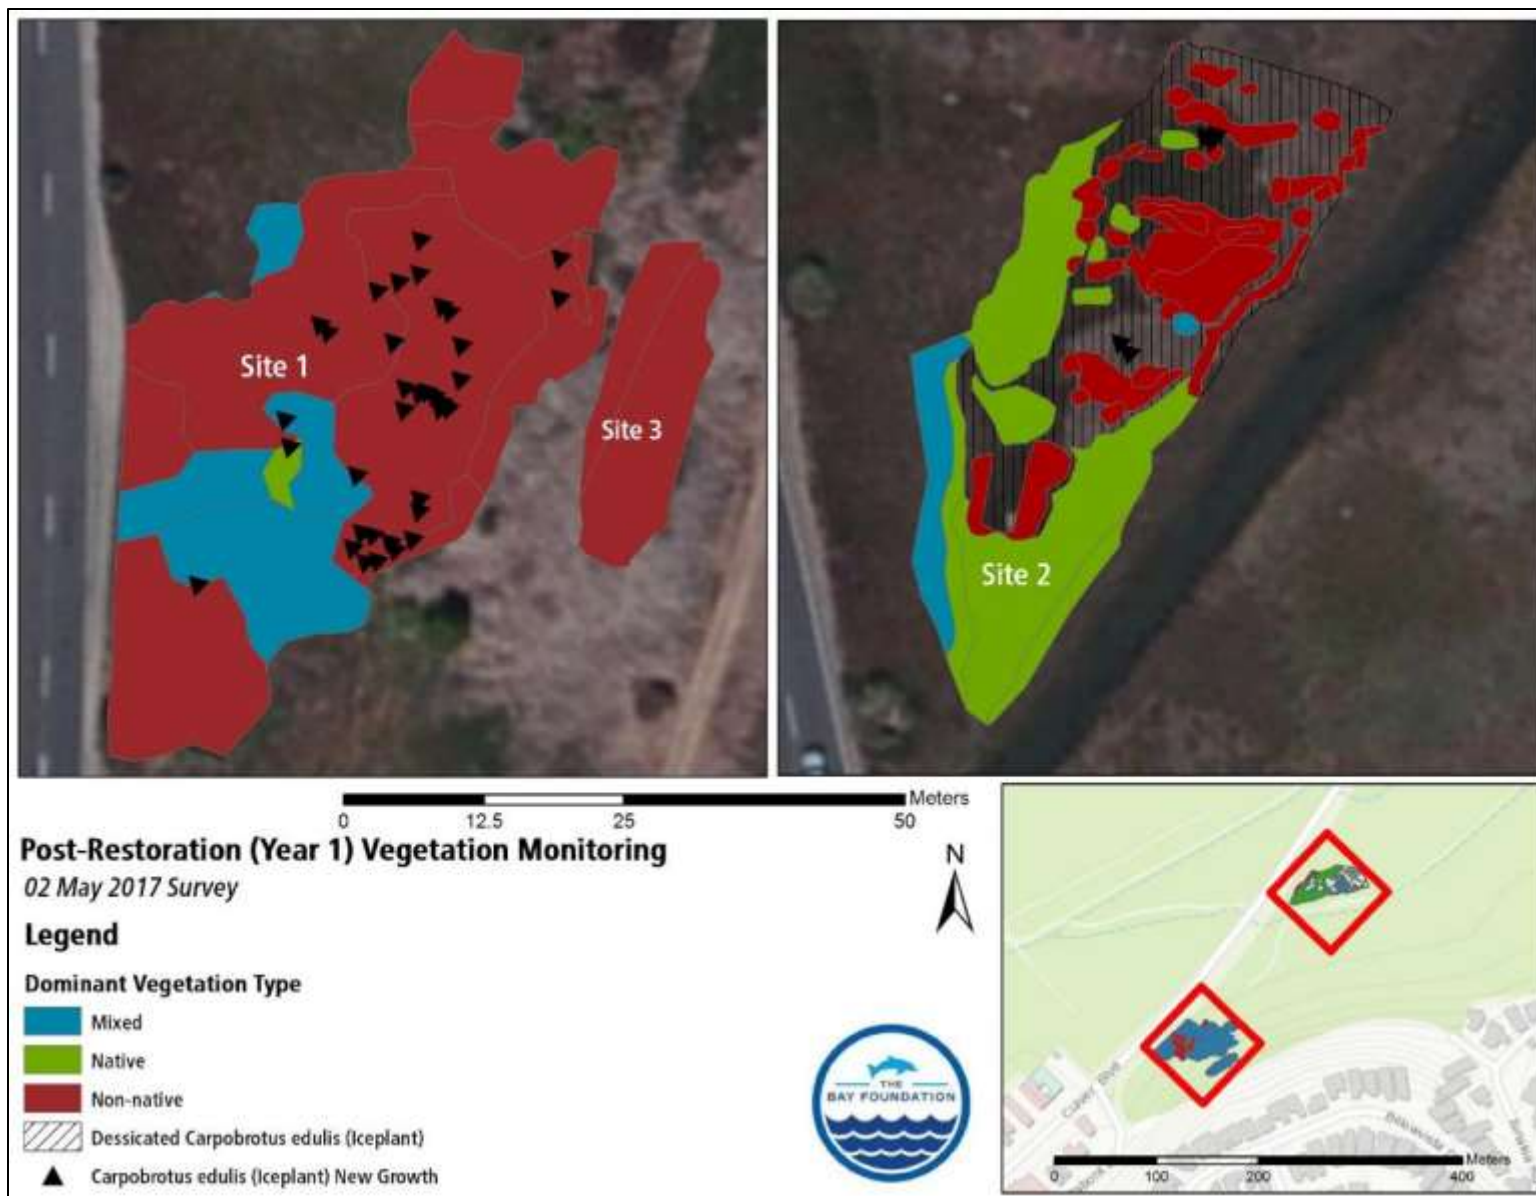 Site 1
Site 3
Site 2
Meters
0 12.5 25 50
Post-Restoration (Year 1) Vegetation Monitoring
02 May 2017 Survey
N
Legend
Dominant Vegetation Type
Mixed
Native
Non-native
Dessicated Carpobrotus edulis (Iceplant)
Carpobrotus edulis (Iceplant) New Growth
THE
BAY FOUNDATION
Culver Blvd
Meters
0 100 200 400